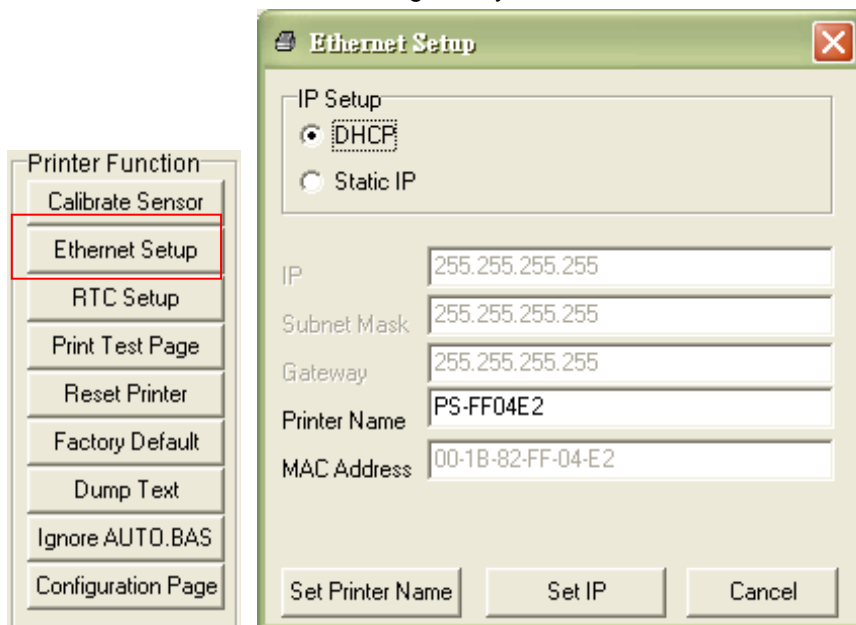 Printer Function
Calibrate Sensor
Ethernet Setup
RTC Setup
Print Test Page
Reset Printer
Factory Default
Dump Text
Ignore AUTO.BAS
Configuration Page
Ethernet Setup
IP Setup
DHCP
Static IP
IP 255.255.255.255
Subnet Mask 255.255.255.255
Gateway 255.255.255.255
Printer Name PS-FF04E2
MAC Address 00-1B-82-FF-04-E2
Set Printer Name Set IP Cancel